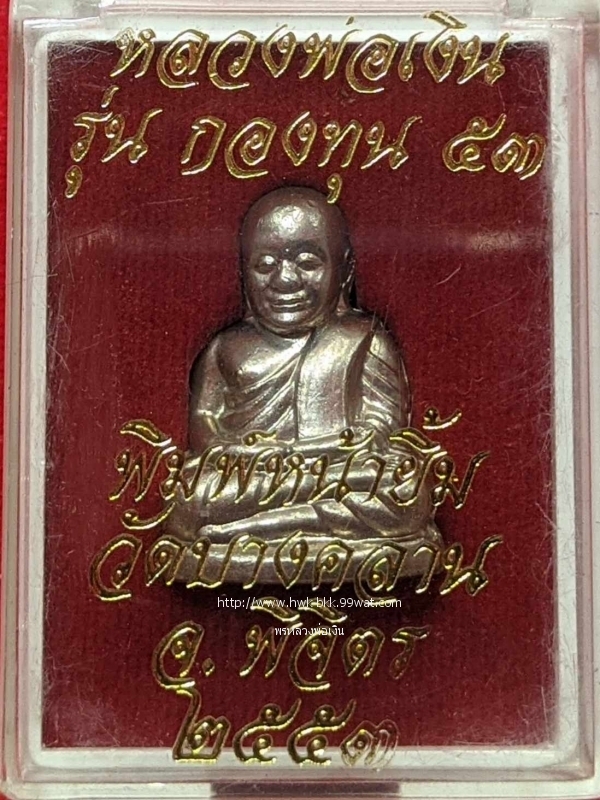 หลวงพ่อเงิน
รุ่น กองทุน ๕๓
พิมพ์หน้ายิ้ม
วัดบางคลาน
http://www.hwk-bkk.99wat.com
พรหลวงพ่อเงิน
จ. พิจิตร
๒๕๕๓